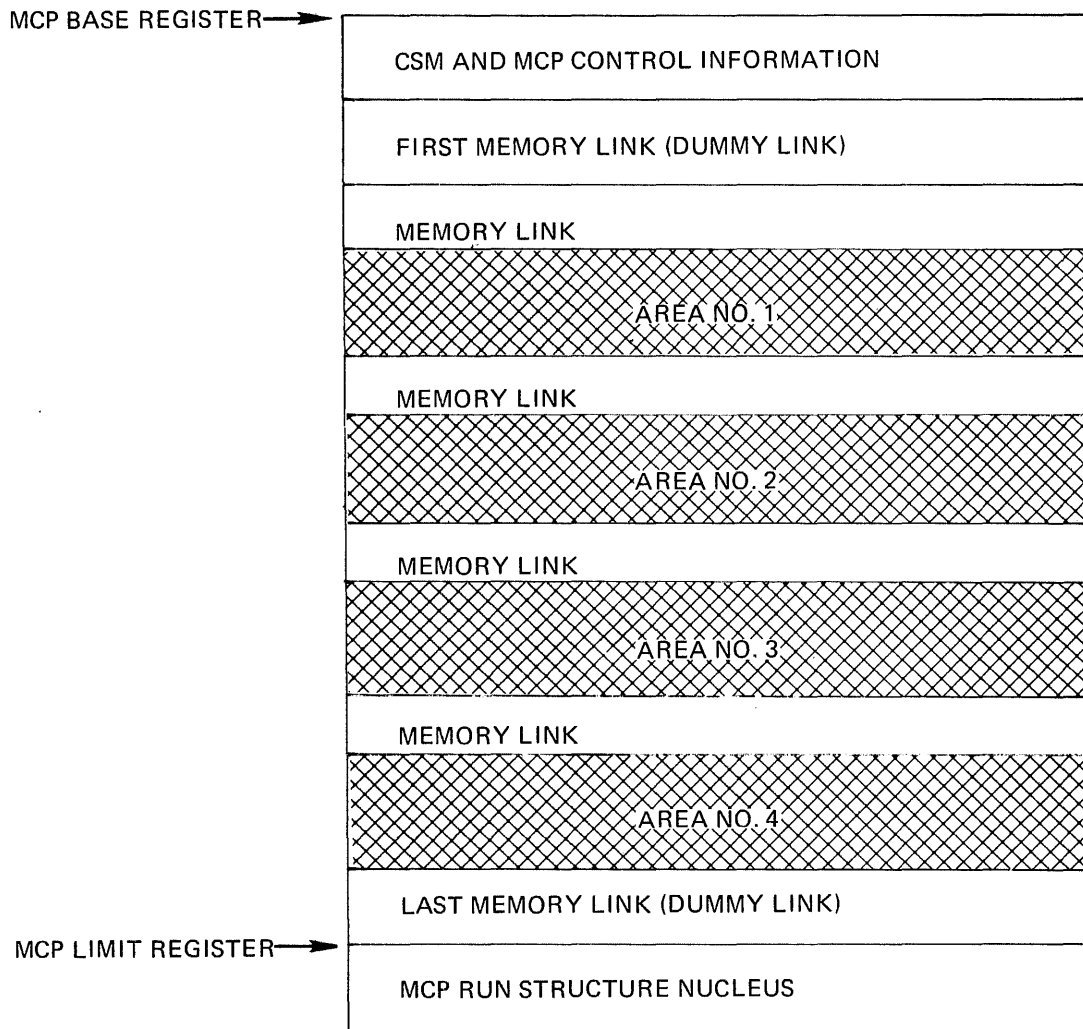 MCP BASE REGISTER
CSM AND MCP CONTROL INFORMATION
FIRST MEMORY LINK (DUMMY LINK)
MEMORY LINK
AREA NO. 1
MEMORY LINK
AREA NO. 2
MEMORY LINK
AREA NO. 3
MEMORY LINK
AREA NO. 4
LAST MEMORY LINK (DUMMY LINK)
MCP LIMIT REGISTER
MCP RUN STRUCTURE NUCLEUS